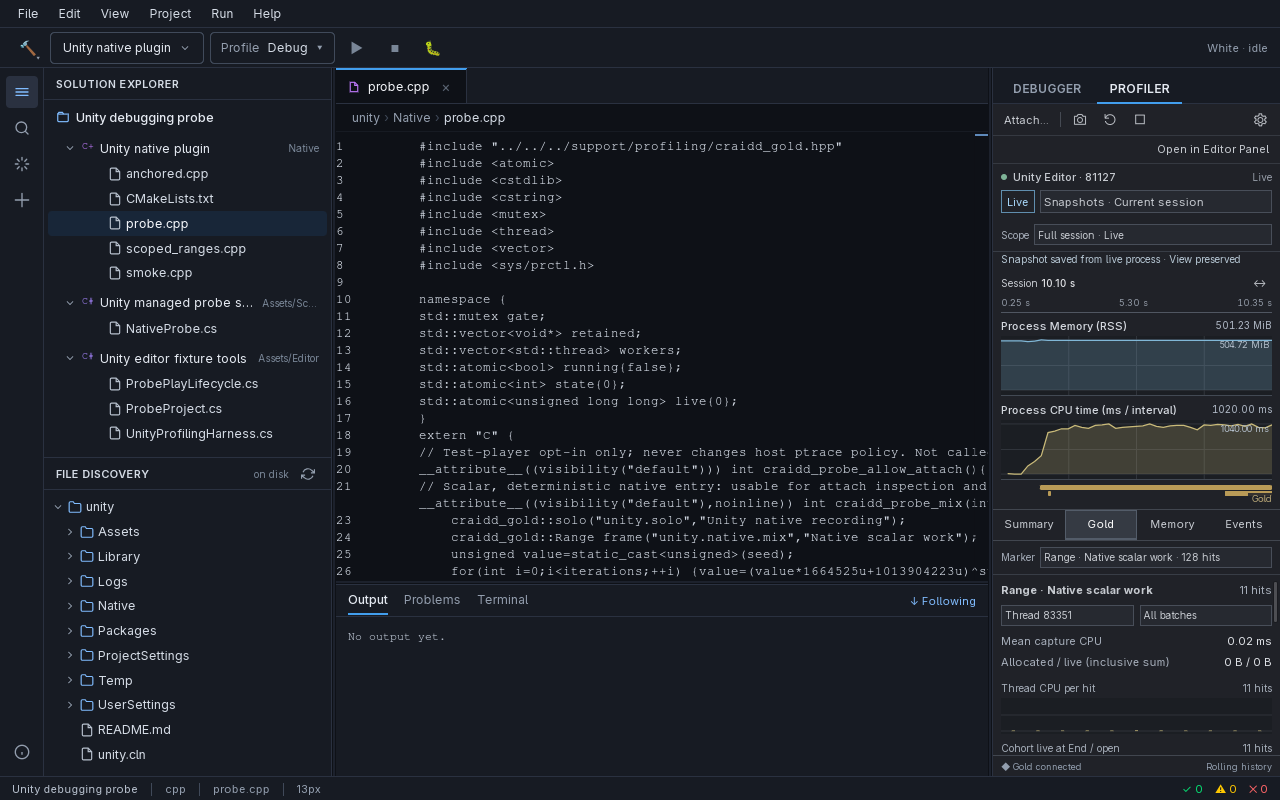 File Edit View Project Run Help
Unity native plugin Profile Debug White · idle
SOLUTION EXPLORER
Unity debugging probe
Unity native plugin Native
anchored.cpp
CMakeLists.txt
probe.cpp
scoped_ranges.cpp
smoke.cpp
Unity managed probe s... Assets/Sc...
NativeProbe.cs
Unity editor fixture tools Assets/Editor
ProbePlayLifecycle.cs
ProbeProject.cs
UnityProfilingHarness.cs
FILE DISCOVERY on disk
unity
Assets
Library
Logs
Native
Packages
ProjectSettings
Temp
UserSettings
README.md
unity.cln
probe.cpp ×
unity › Native › probe.cpp
1 #include "../../../support/profiling/craidd_gold.hpp"
2 #include <atomic>
3 #include <cstdlib>
4 #include <cstring>
5 #include <mutex>
6 #include <thread>
7 #include <vector>
8 #include <sys/prctl.h>
9
10 namespace {
11 std::mutex gate;
12 std::vector<void*> retained;
13 std::vector<std::thread> workers;
14 std::atomic<bool> running{false};
15 std::atomic<int> state{0};
16 std::atomic<unsigned long long> live{0};
17 }
18 extern "C" {
19 // Test-player opt-in only; never changes host ptrace policy. Not calle
20 __attribute__((visibility("default"))) int craidd_probe_allow_attach(){
21 // Scalar, deterministic native entry: usable for attach inspection and
__attribute__((visibility("default"),noinline)) int craidd_probe_mix(in
23 craidd_gold::solo("unity.solo","Unity native recording");
24 craidd_gold::Range frame("unity.native.mix","Native scalar work");
25 unsigned value=static_cast<unsigned>(seed);
26 for(int i=0;i<iterations;++i) {value=(value*1664525u+1013904223u)^s
Output Problems Terminal ↓ Following
No output yet.
DEBUGGER PROFILER
Attach...
Open in Editor Panel
Unity Editor · 81127 Live
Live Snapshots · Current session
Scope Full session · Live
Snapshot saved from live process · View preserved
Session 10.10 s ↔
0.25 s 5.30 s 10.35 s
Process Memory (RSS) 501.23 MiB
504.72 MiB
Process CPU time (ms / interval) 1020.00 ms
1040.00 ms
Gold
Summary Gold Memory Events
Marker Range · Native scalar work · 128 hits
Range · Native scalar work 11 hits
Thread 83351 All batches
Mean capture CPU 0.02 ms
Allocated / live (inclusive sum) 0 B / 0 B
Thread CPU per hit 11 hits
Cohort live at End / open 11 hits
◆ Gold connected Rolling history
Unity debugging probe cpp probe.cpp 13px ✓ 0 ⚠ 0 ✕ 0